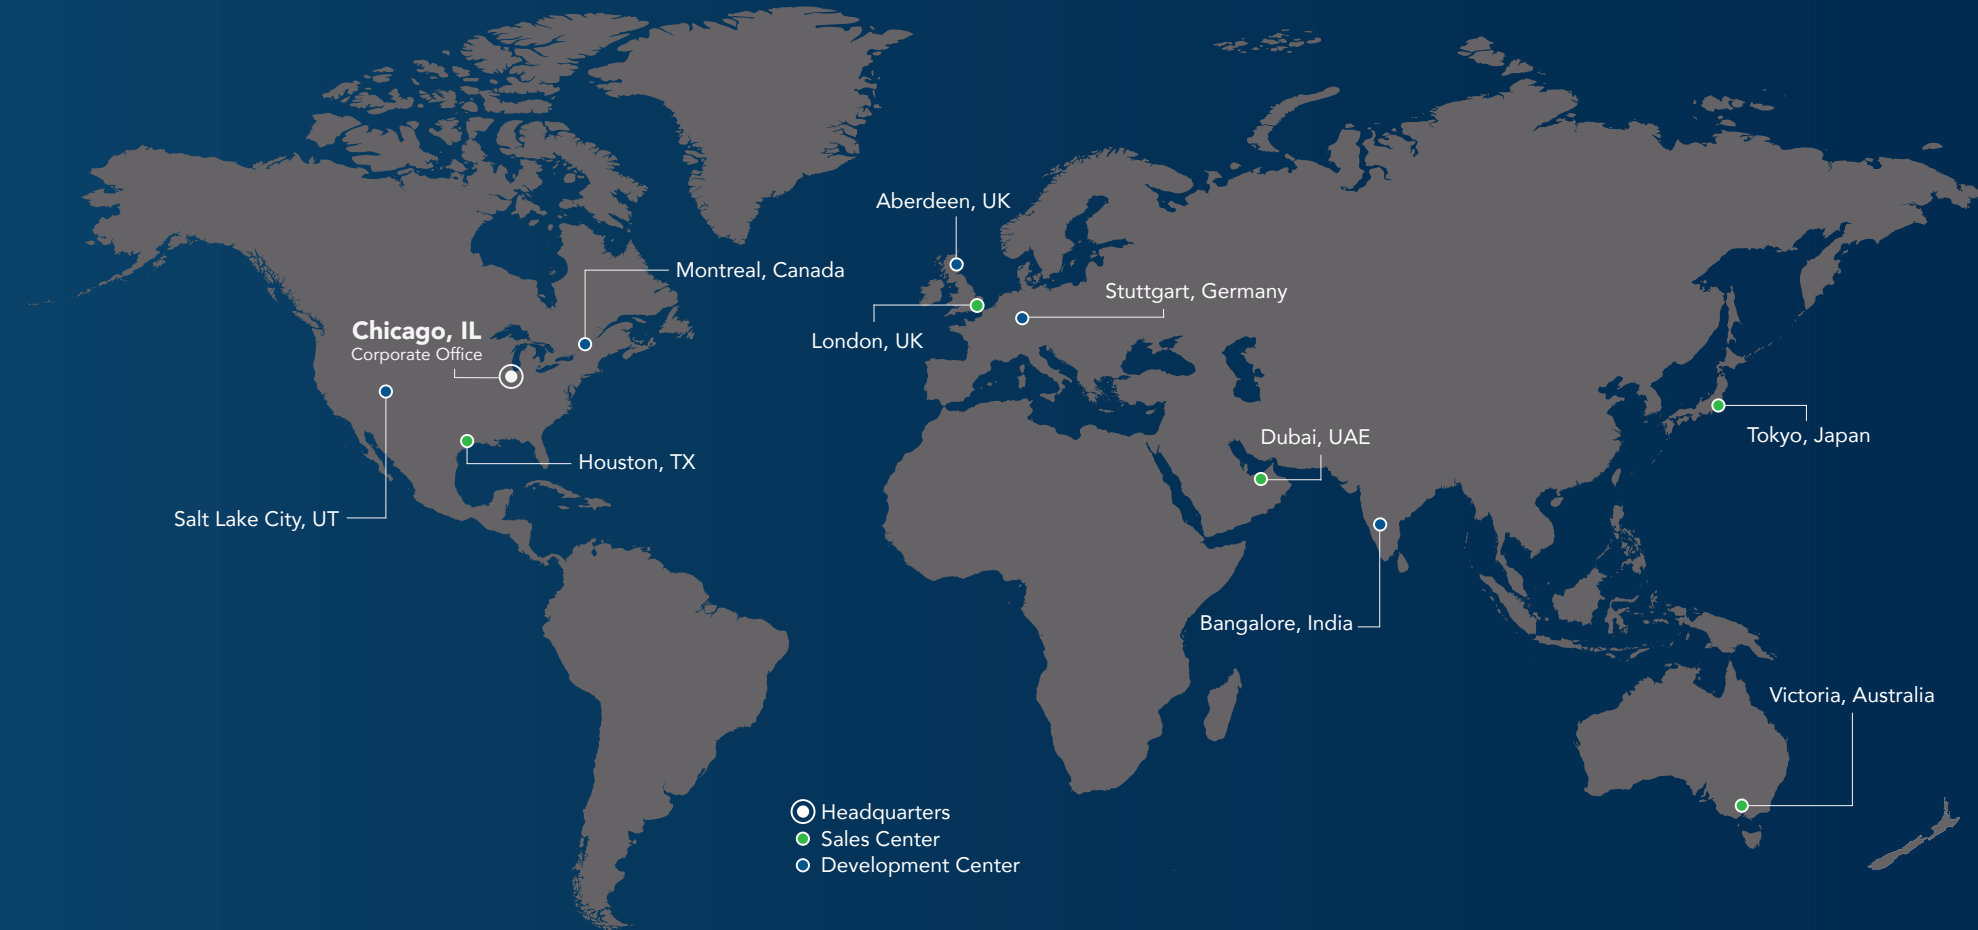 Aberdeen, UK
Montreal, Canada
Stuttgart, Germany
Chicago, IL
Corporate Office
London, UK
Dubai, UAE
Tokyo, Japan
Houston, TX
Salt Lake City, UT
Bangalore, India
Victoria, Australia
Headquarters
Sales Center
Development Center